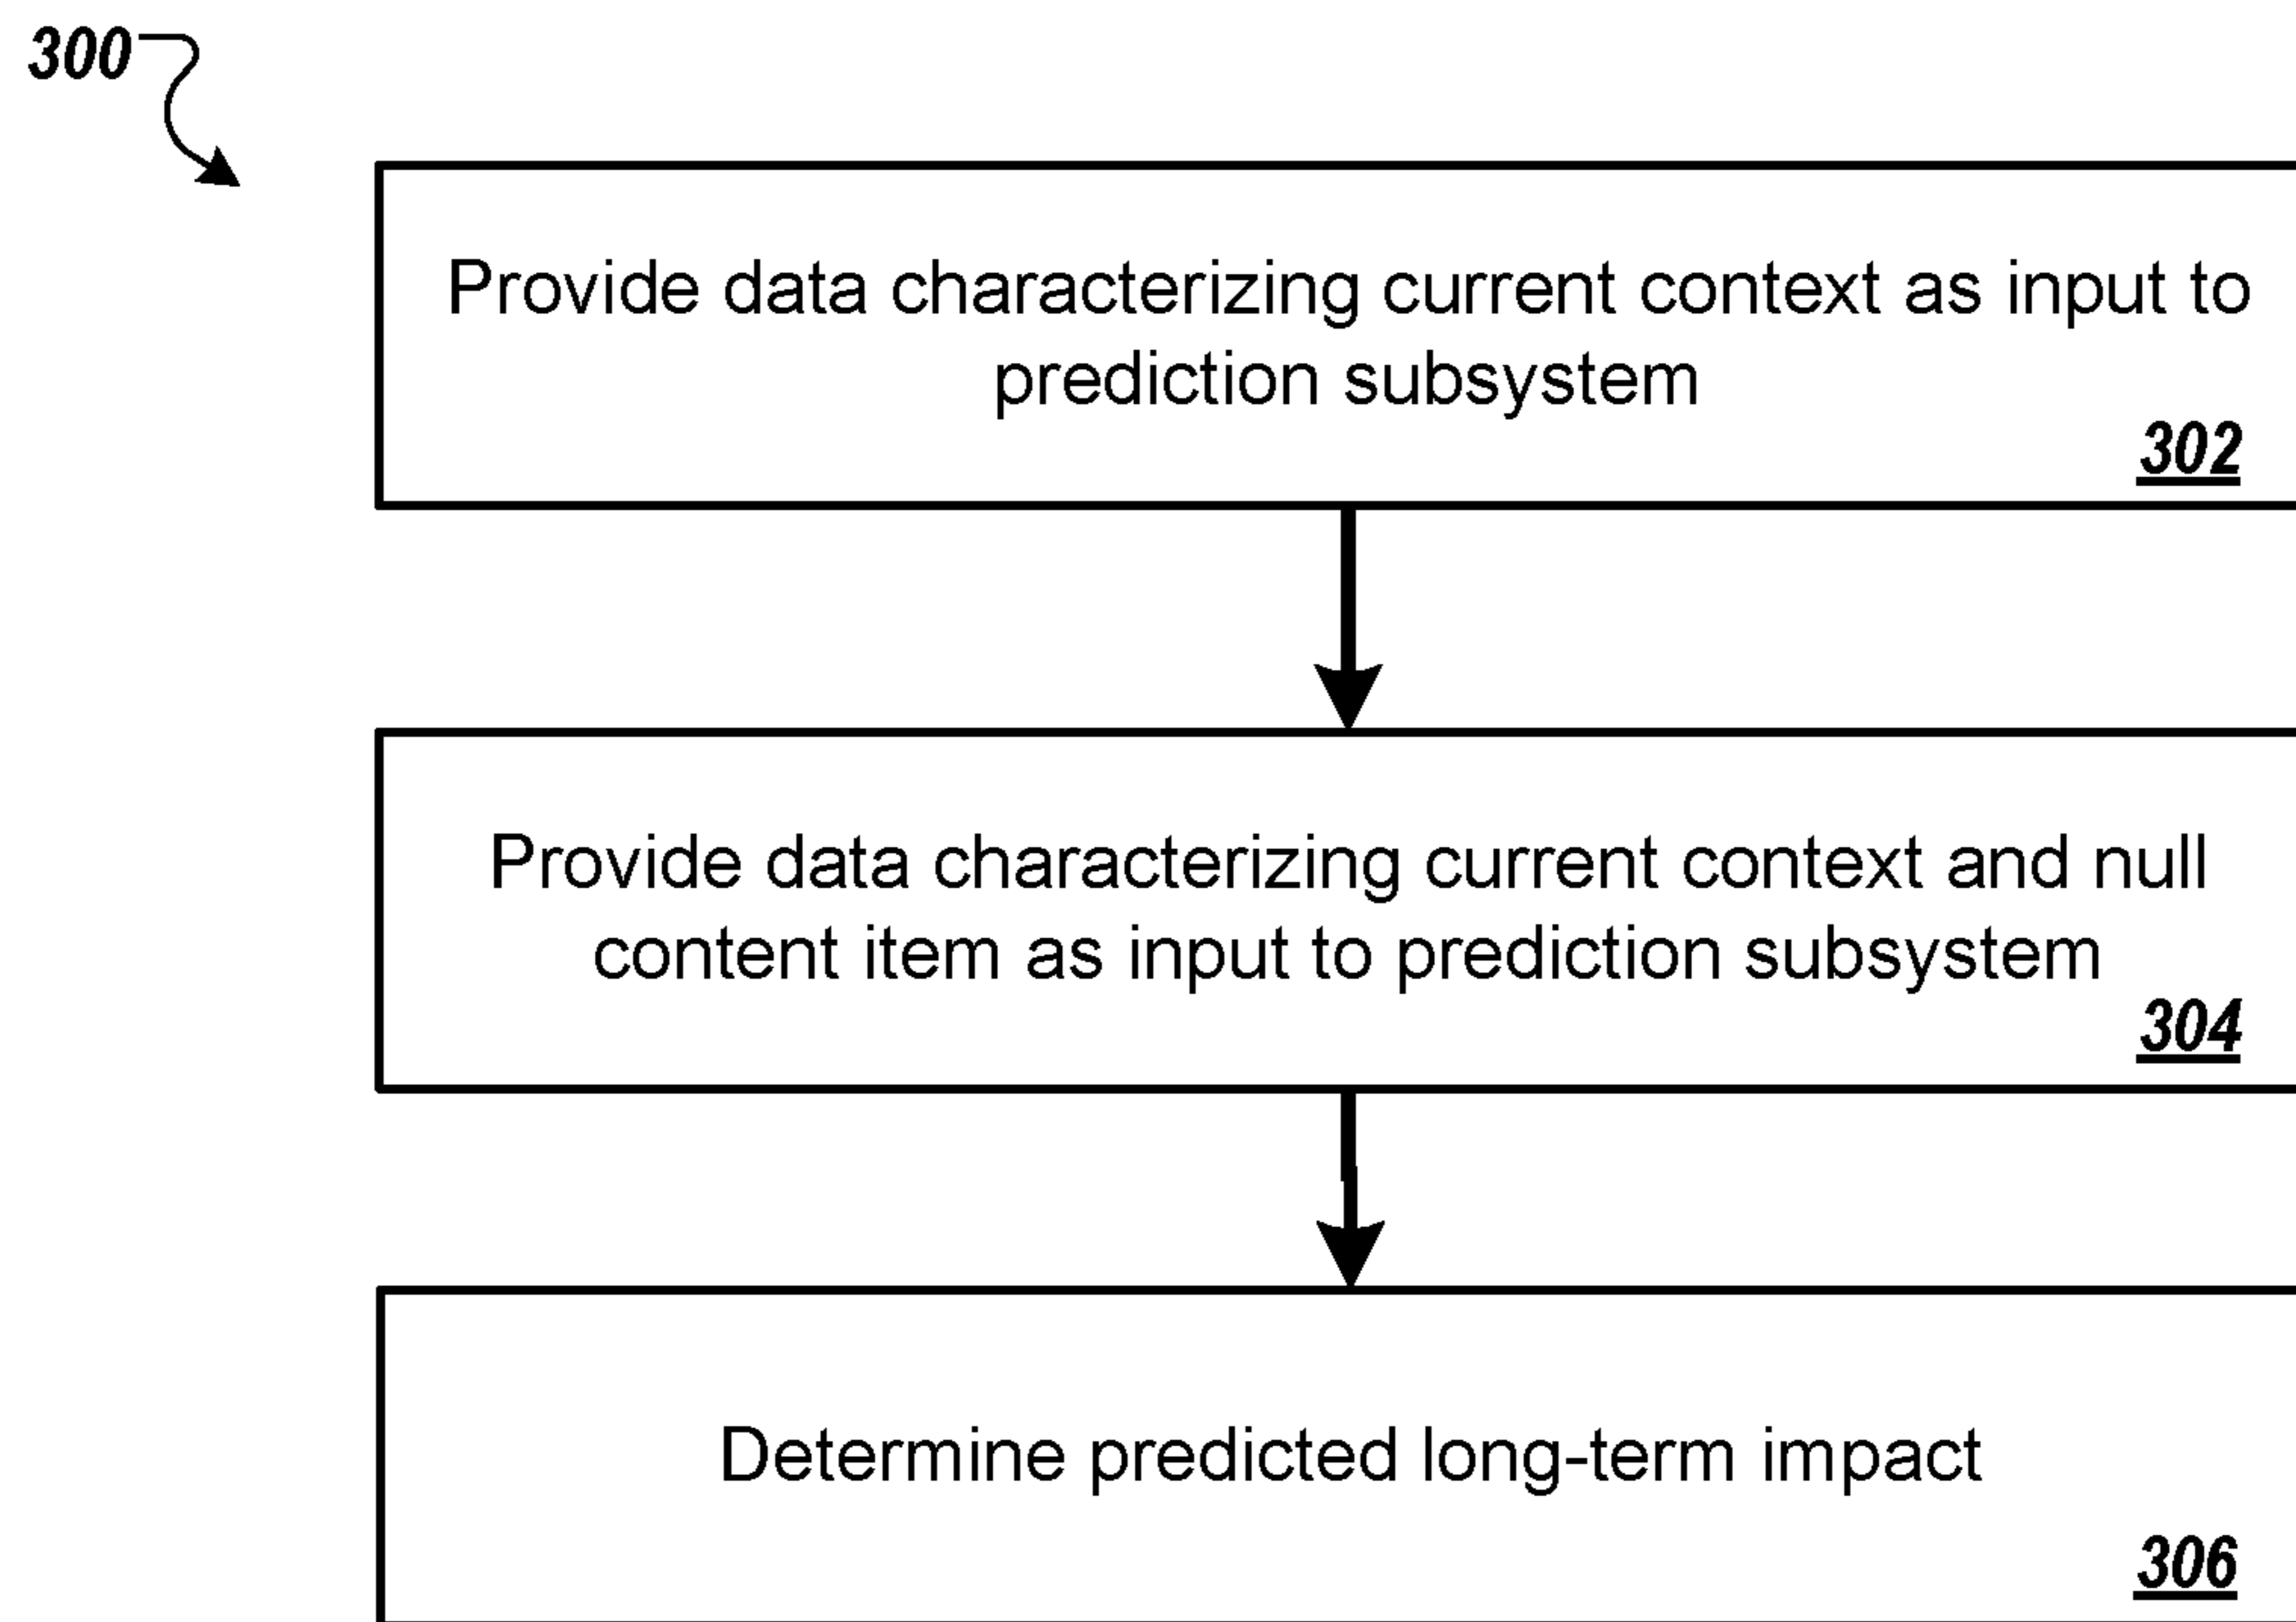 300
Provide data characterizing current context as input to
prediction subsystem
302
Provide data characterizing current context and null
content item as input to prediction subsystem
304
Determine predicted long-term impact
306